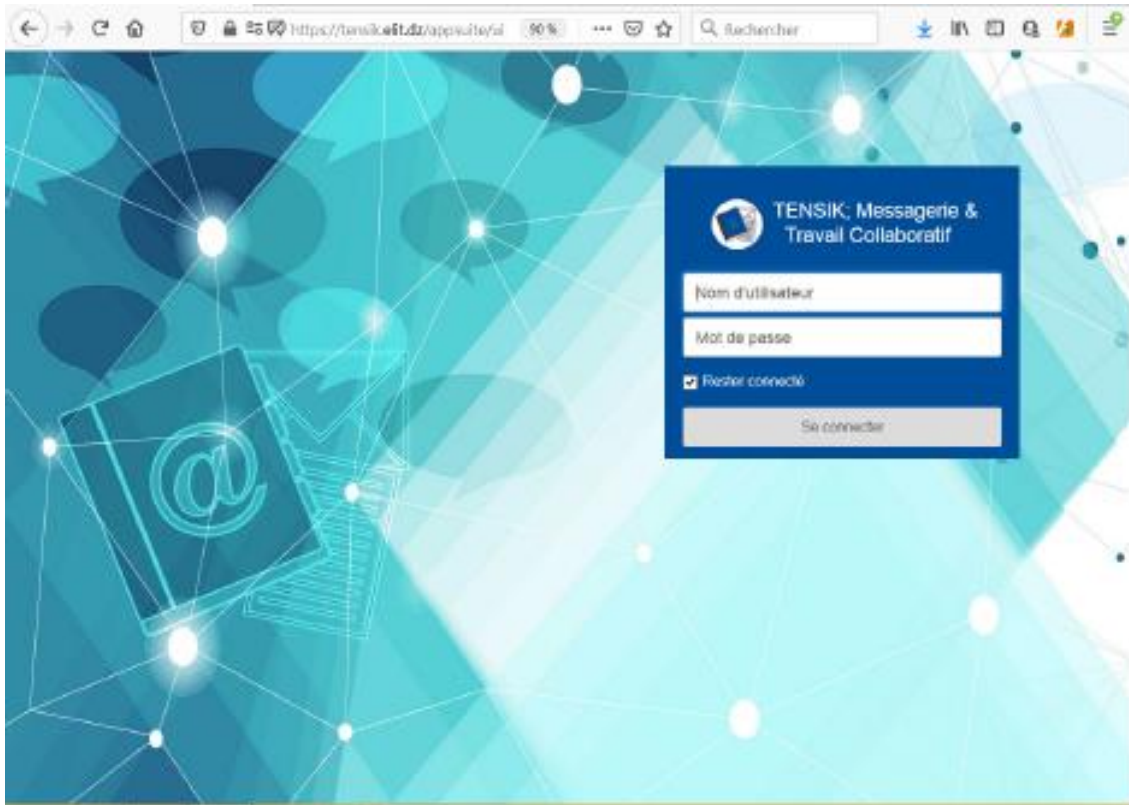 https://tensik.elit.dz/appsuite/ui
90 %
Rechercher
TENSIK; Messagerie &
Travail Collaboratif
Nom d'utilisateur
Mot de passe
Rester connecté
Se connecter
@